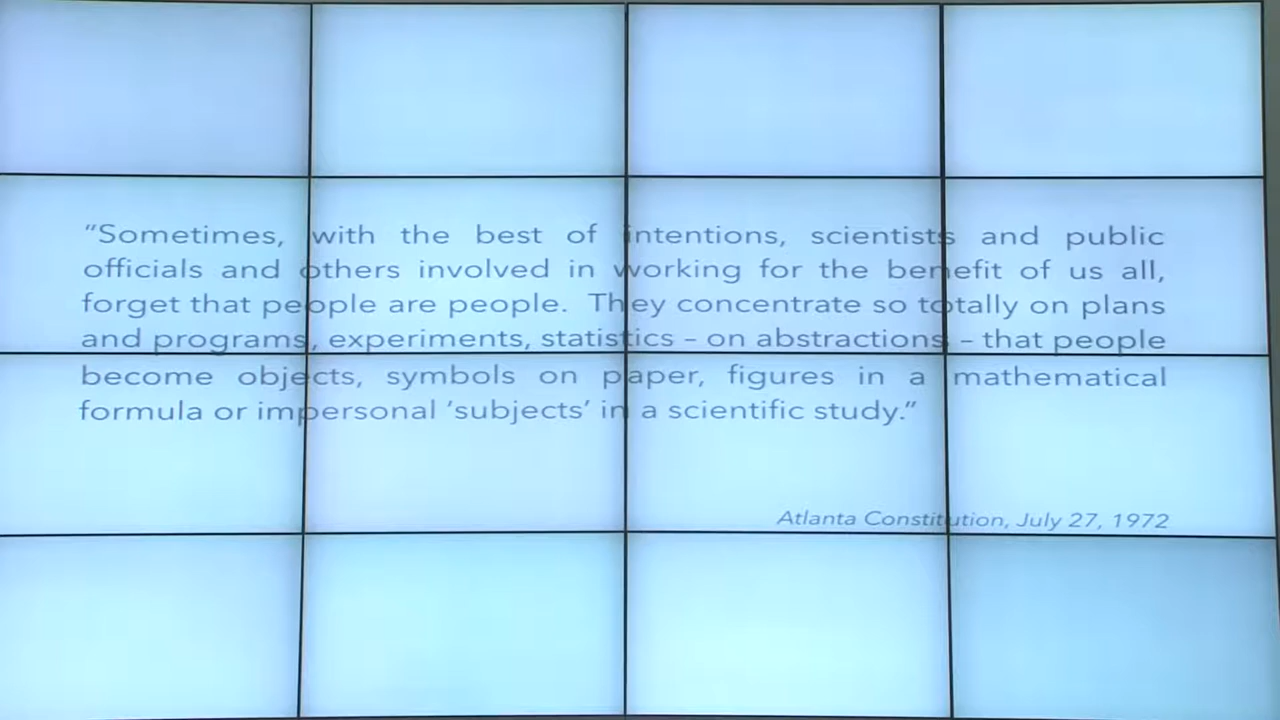 “Sometimes, with the best of intentions, scientists and public
officials and others involved in working for the benefit of us all,
forget that people are people. They concentrate so totally on plans
and programs, experiments, statistics – on abstractions – that people
become objects, symbols on paper, figures in a mathematical
formula or impersonal ‘subjects’ in a scientific study.”
Atlanta Constitution, July 27, 1972